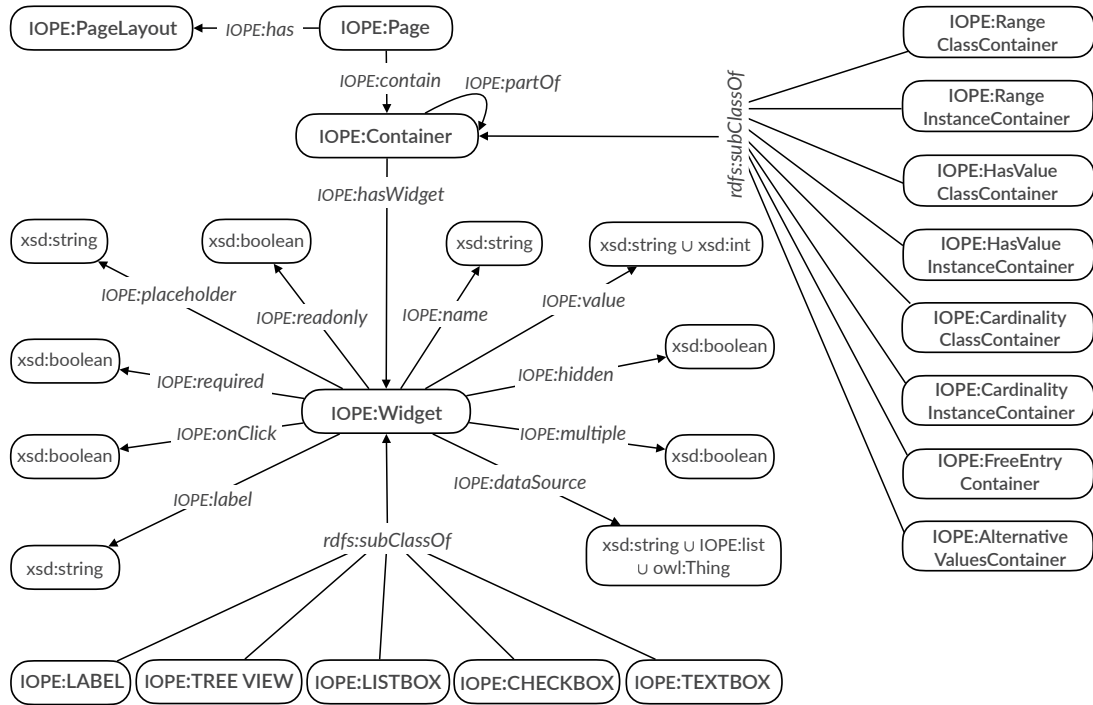 IOPE:PageLayout
IOPE:has
IOPE:Page
IOPE:contain
IOPE:partOf
IOPE:Container
IOPE:hasWidget
rdfs:subClassOf
IOPE:Range
ClassContainer
IOPE:Range
InstanceContainer
IOPE:HasValue
ClassContainer
IOPE:HasValue
InstanceContainer
IOPE:Cardinality
ClassContainer
IOPE:Cardinality
InstanceContainer
IOPE:FreeEntry
Container
IOPE:Alternative
ValuesContainer
xsd:string
xsd:boolean
xsd:string
xsd:string ∪ xsd:int
IOPE:placeholder
IOPE:readonly
IOPE:name
IOPE:value
xsd:boolean
IOPE:required
IOPE:hidden
xsd:boolean
IOPE:Widget
xsd:boolean
IOPE:onClick
IOPE:multiple
xsd:boolean
IOPE:label
IOPE:dataSource
xsd:string
rdfs:subClassOf
xsd:string ∪ IOPE:list
∪ owl:Thing
IOPE:LABEL
IOPE:TREE VIEW
IOPE:LISTBOX
IOPE:CHECKBOX
IOPE:TEXTBOX